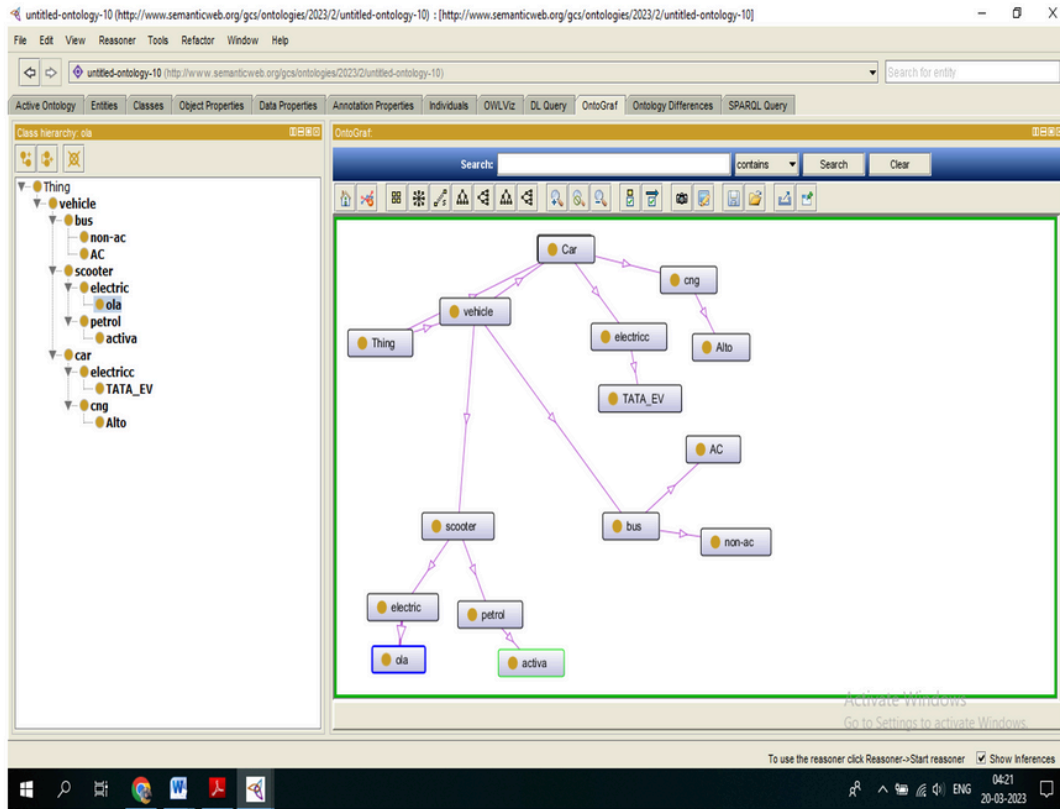 untitled-ontology-10 (http://www.semanticweb.org/gcs/ontologies/2023/2/untitled-ontology-10) : [http://www.semanticweb.org/gcs/ontologies/2023/2/untitled-ontology-10]
File Edit View Reasoner Tools Refactor Window Help
untitled-ontology-10 (http://www.semanticweb.org/gcs/ontologies/2023/2/untitled-ontology-10) Search for entity
Active Ontology Entities Classes Object Properties Data Properties Annotation Properties Individuals OWLViz DL Query OntoGraf Ontology Differences SPARQL Query
Class hierarchy: ola
Thing
vehicle
bus
non-ac
AC
scooter
electric
ola
petrol
activa
car
electricc
TATA_EV
cng
Alto
OntoGraf:
Search: contains Search Clear
Car
cng
vehicle
Thing
electricc
Alto
TATA_EV
AC
scooter
bus
non-ac
electric
petrol
ola
activa
Activate Windows
Go to Settings to activate Windows.
To use the reasoner click Reasoner->Start reasoner Show Inferences
ENG
04:21
20-03-2023